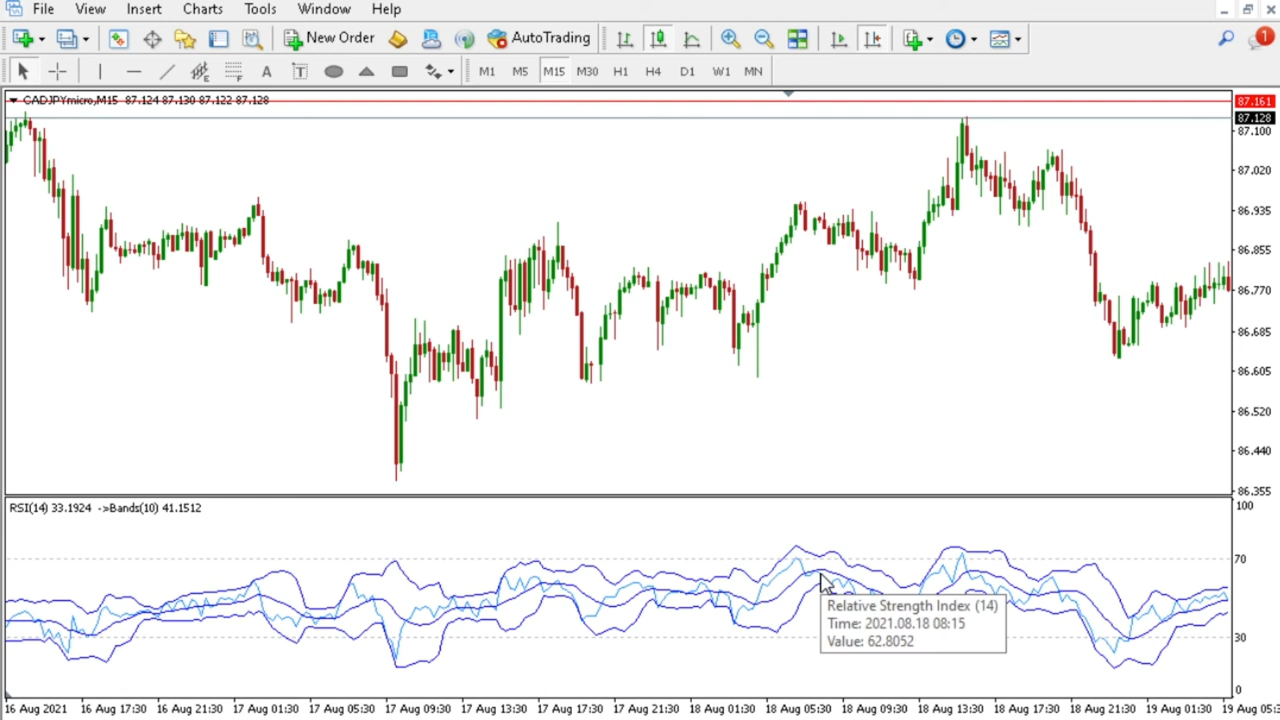 File View Insert Charts Tools Window Help
New Order AutoTrading 1
A T M1 M5 M15 M30 H1 H4 D1 W1 MN
CADJPYmicro,M15 87.124 87.130 87.122 87.128
87.161
87.128
87.100
87.020
86.935
86.855
86.770
86.685
86.605
86.520
86.440
86.355
RSI(14) 33.1924 ->Bands(10) 41.1512
100
70
Relative Strength Index (14)
Time: 2021.08.18 08:15
Value: 62.8052
30
0
16 Aug 2021 16 Aug 17:30 16 Aug 21:30 17 Aug 01:30 17 Aug 05:30 17 Aug 09:30 17 Aug 13:30 17 Aug 17:30 17 Aug 21:30 18 Aug 01:30 18 Aug 05:30 18 Aug 09:30 18 Aug 13:30 18 Aug 17:30 18 Aug 21:30 19 Aug 01:30 19 Aug 05:30